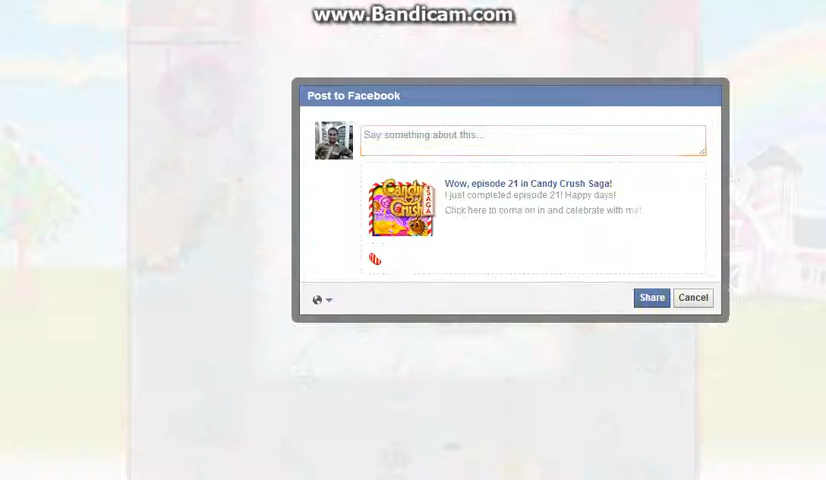 www.Bandicam.com
Post to Facebook
Say something about this...
Wow, episode 21 in Candy Crush Saga!
I just completed episode 21! Happy days!
Click here to come on in and celebrate with me!
Candy
Crush
SAGA
Share
Cancel